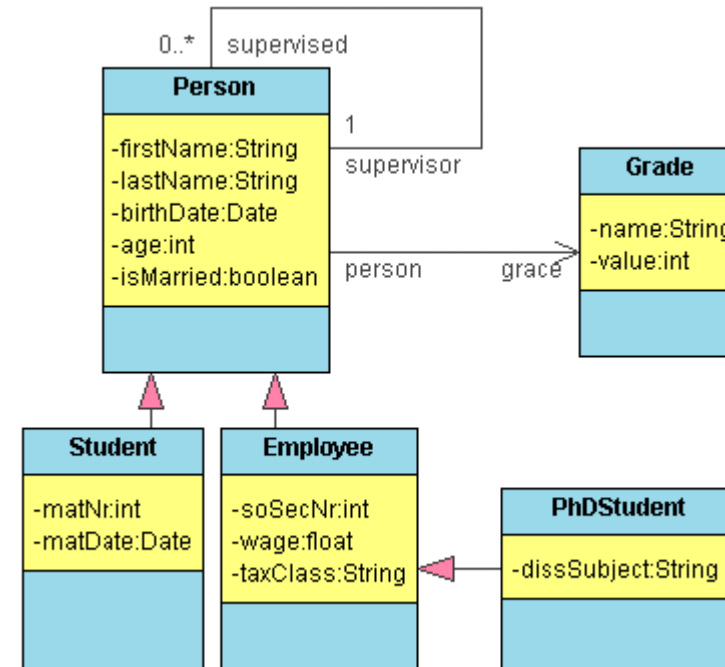 0..* supervised
Person
1
-firstName:String
-lastName:String
-birthDate:Date
-age:int
-isMarried:boolean
supervisor
Grade
-name:String
-value:int
person grace
Student
-matNr:int
-matDate:Date
Employee
-soSecNr:int
-wage:float
-taxClass:String
PhDStudent
-dissSubject:String